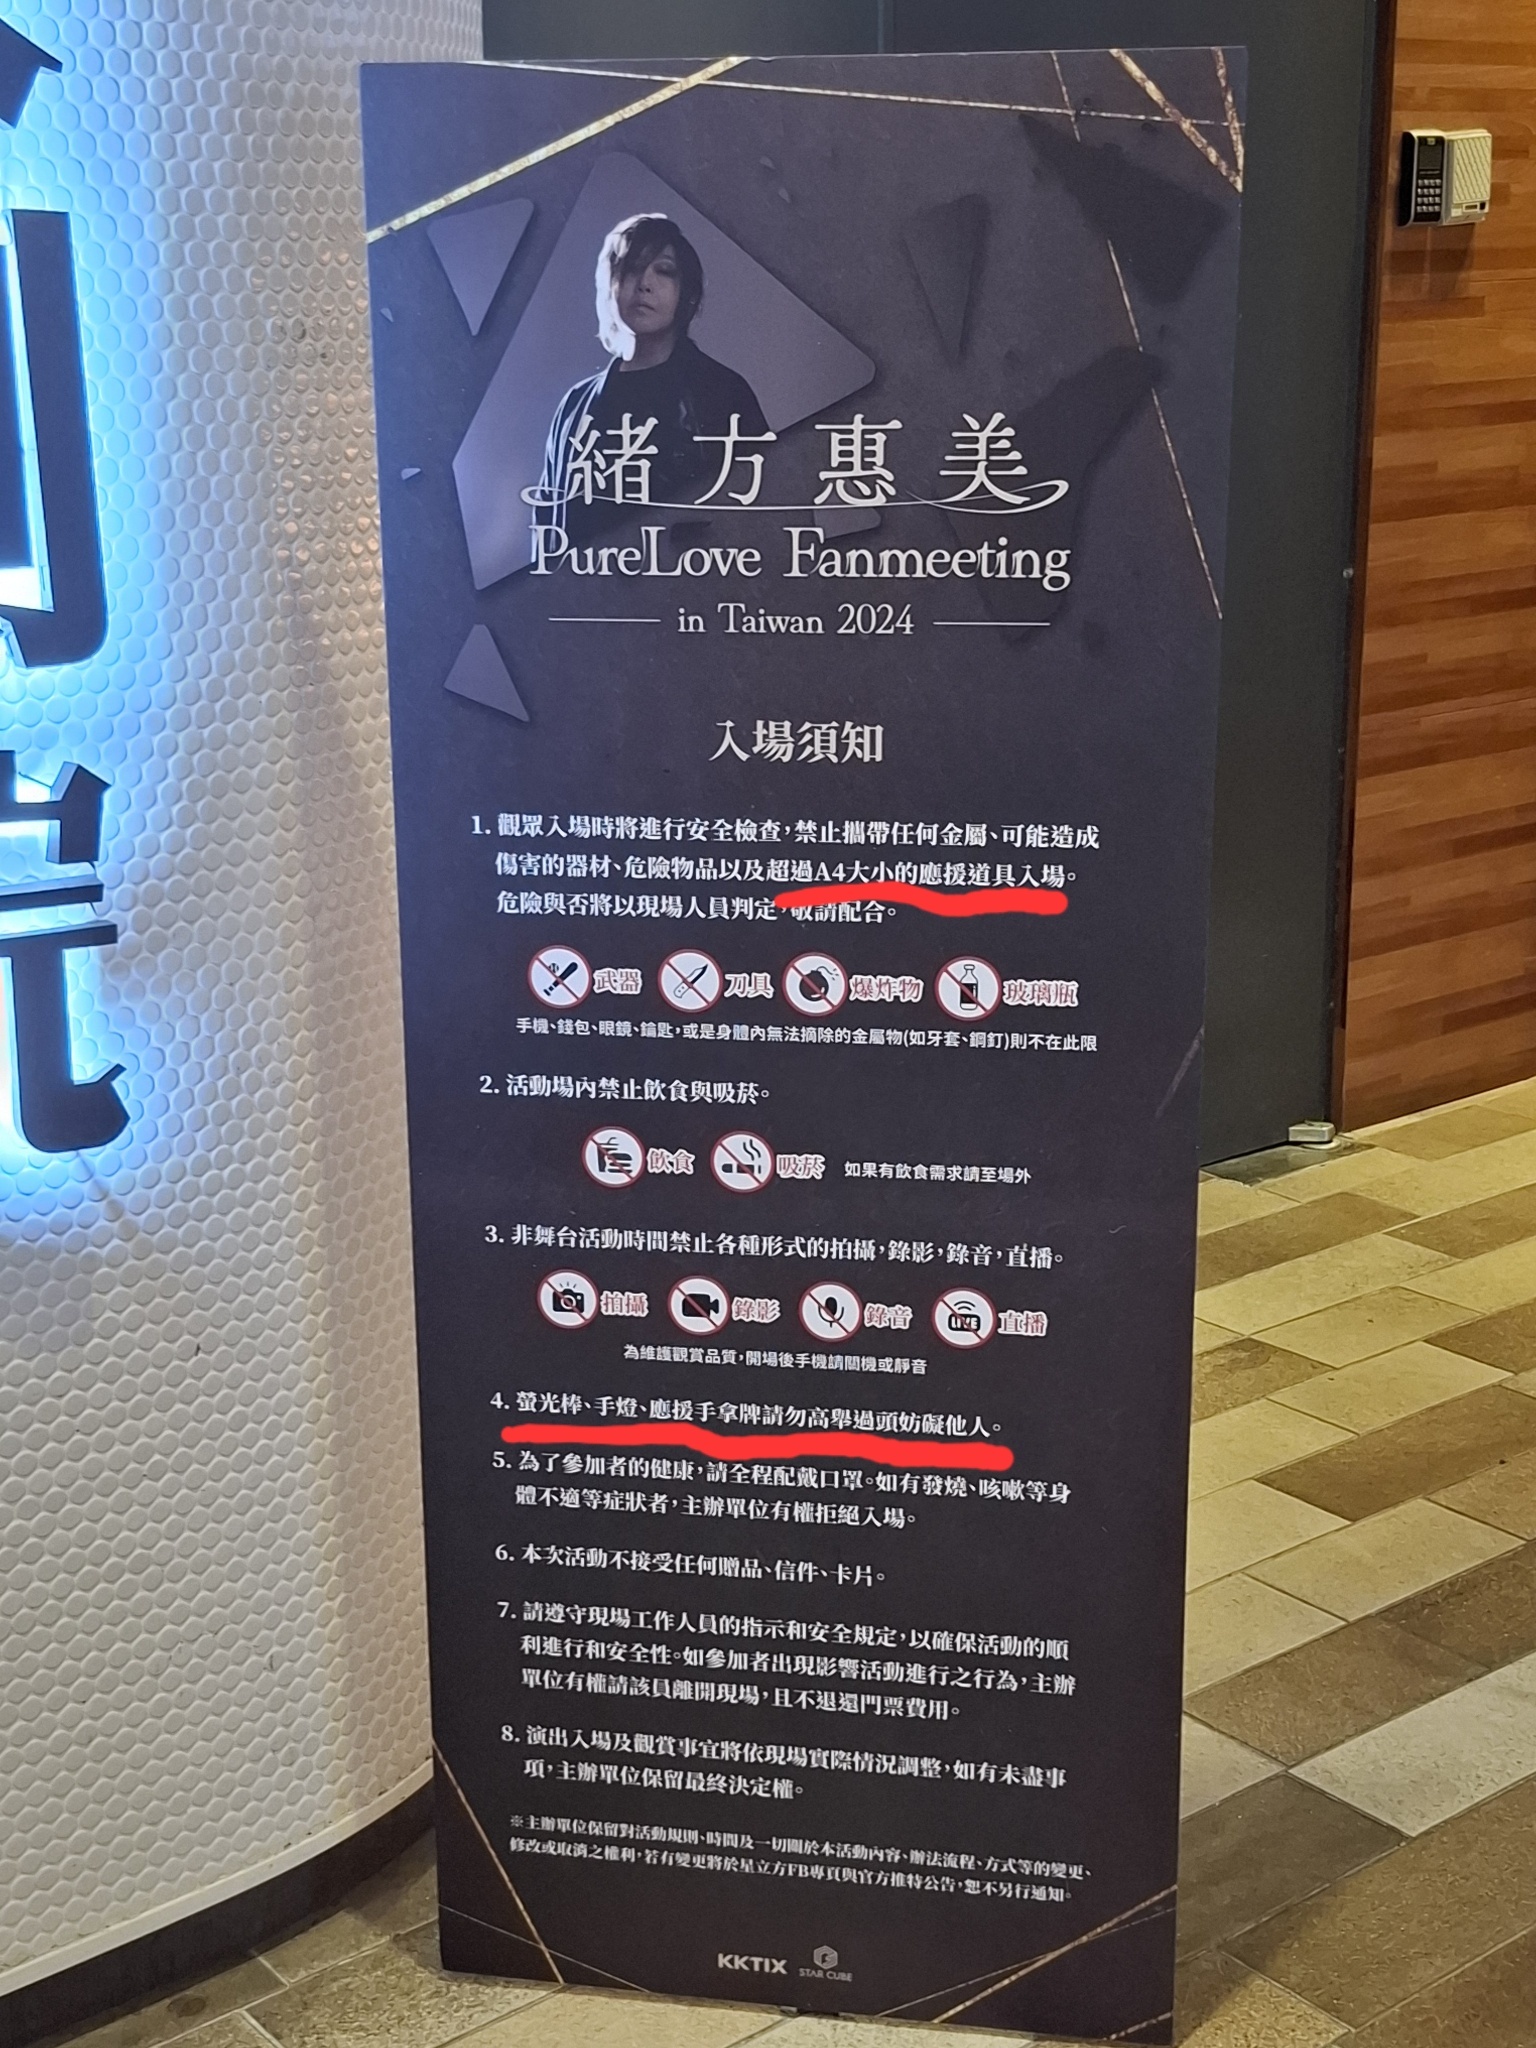 緒方惠美
PureLove Fanmeeting
in Taiwan 2024
入場須知
1. 觀眾入場時將進行安全檢查，禁止攜帶任何金屬、可能造成
傷害的器材、危險物品以及超過A4大小的應援道具入場。
危險與否將以現場人員判定，敬請配合。
武器 刀具 爆炸物 玻璃瓶
手機、錢包、眼鏡、鑰匙，或是身體內無法摘除的金屬物(如牙套、鋼釘)則不在此限
2. 活動場內禁止飲食與吸菸。
飲食 吸菸 如果有飲食需求請至場外
3. 非舞台活動時間禁止各種形式的拍攝，錄影，錄音，直播。
拍攝 錄影 錄音 LIVE 直播
為維護觀賞品質，開場後手機請關機或靜音
4. 螢光棒、手燈、應援手拿牌請勿高舉過頭妨礙他人。
5. 為了參加者的健康，請全程配戴口罩。如有發燒、咳嗽等身
體不適等症狀者，主辦單位有權拒絕入場。
6. 本次活動不接受任何贈品、信件、卡片。
7. 請遵守現場工作人員的指示和安全規定，以確保活動的順
利進行和安全性。如參加者出現影響活動進行之行為，主辦
單位有權請該員離開現場，且不退還門票費用。
8. 演出入場及觀賞事宜將依現場實際情況調整，如有未盡事
項，主辦單位保留最終決定權。
※主辦單位保留對活動規則、時間及一切關於本活動內容、辦法流程、方式等的變更、
修改或取消之權利，若有變更將於星立方FB專頁與官方推特公告，恕不另行通知。
KKTIX STAR CUBE